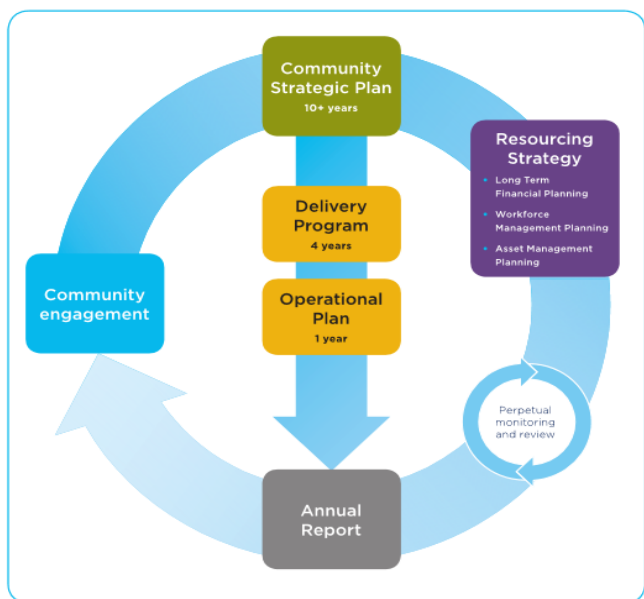 Community
Strategic Plan
10+ years
Resourcing
Strategy
• Long Term
Financial Planning
• Workforce
Management Planning
• Asset Management
Planning
Delivery
Program
4 years
Community
engagement
Operational
Plan
1 year
Perpetual
monitoring
and review
Annual
Report